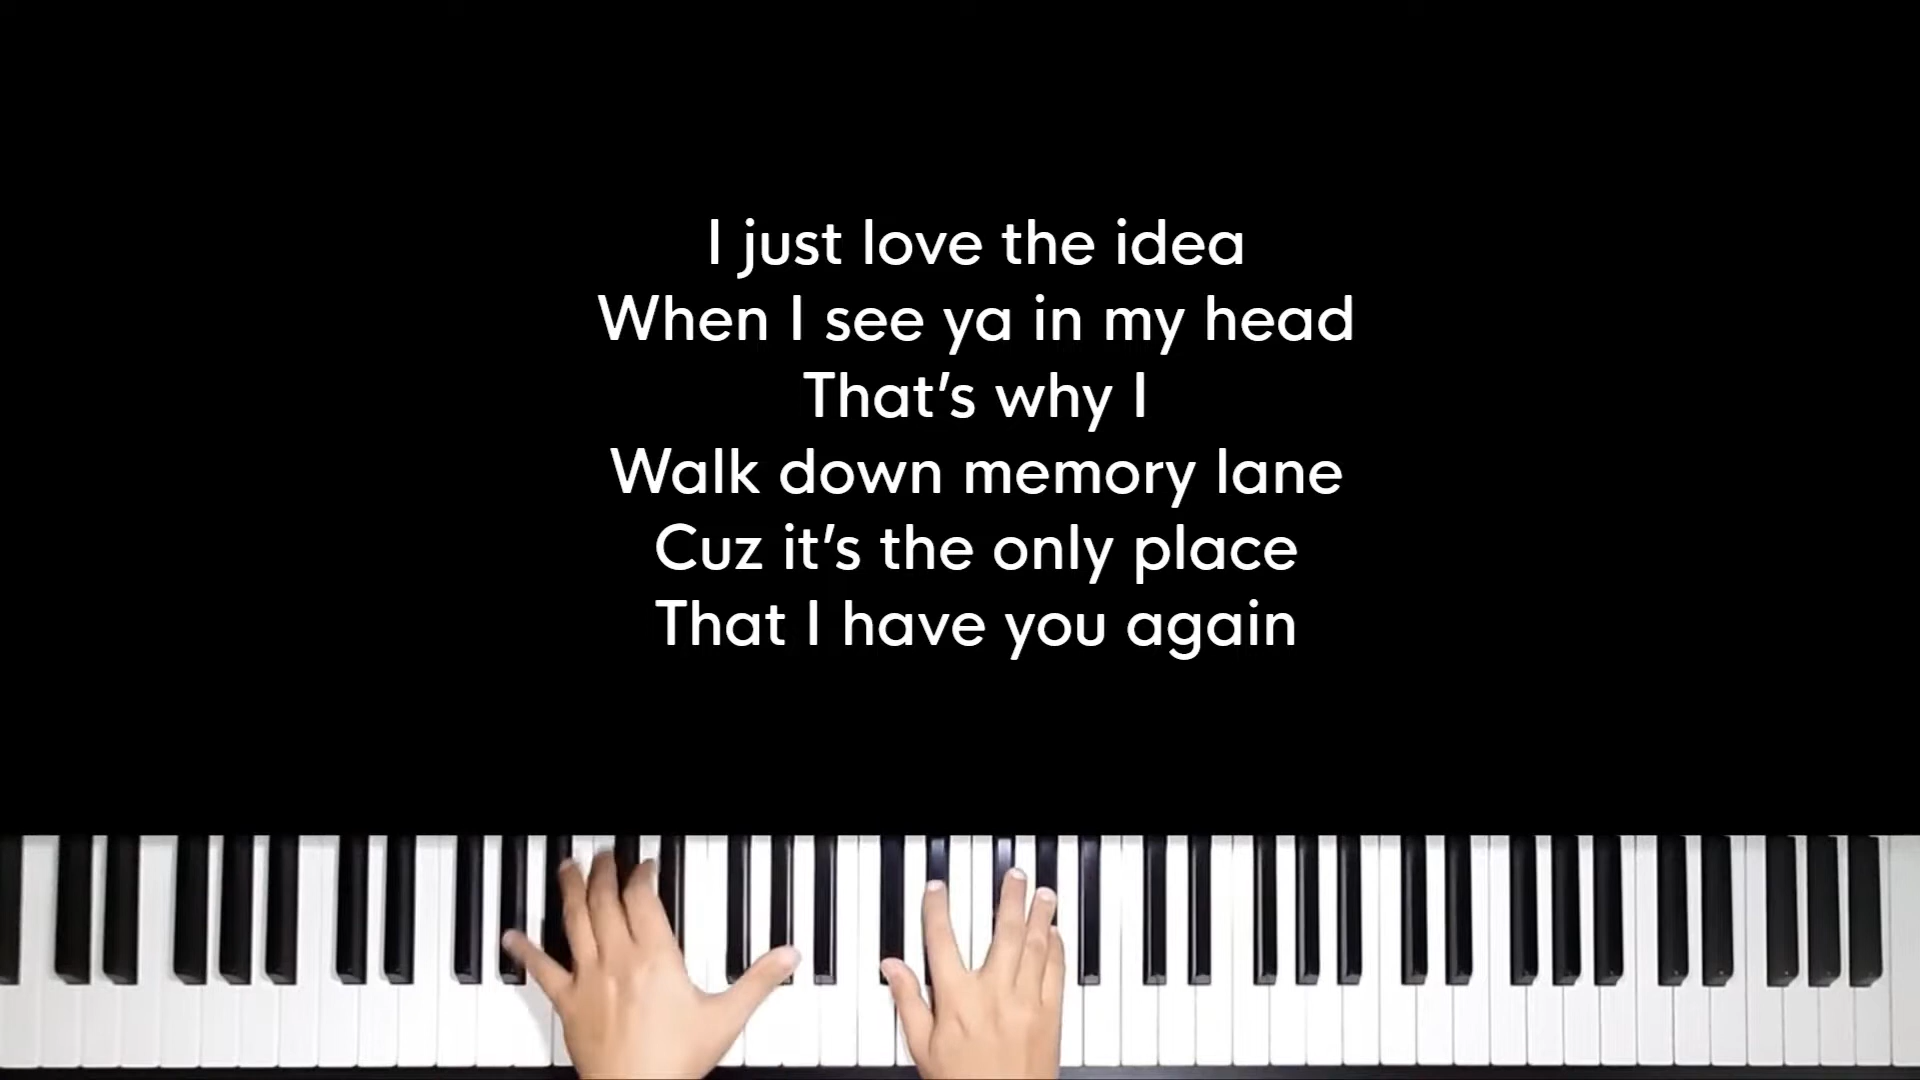 I just love the idea
When I see ya in my head
That's why I
Walk down memory lane
Cuz it's the only place
That I have you again